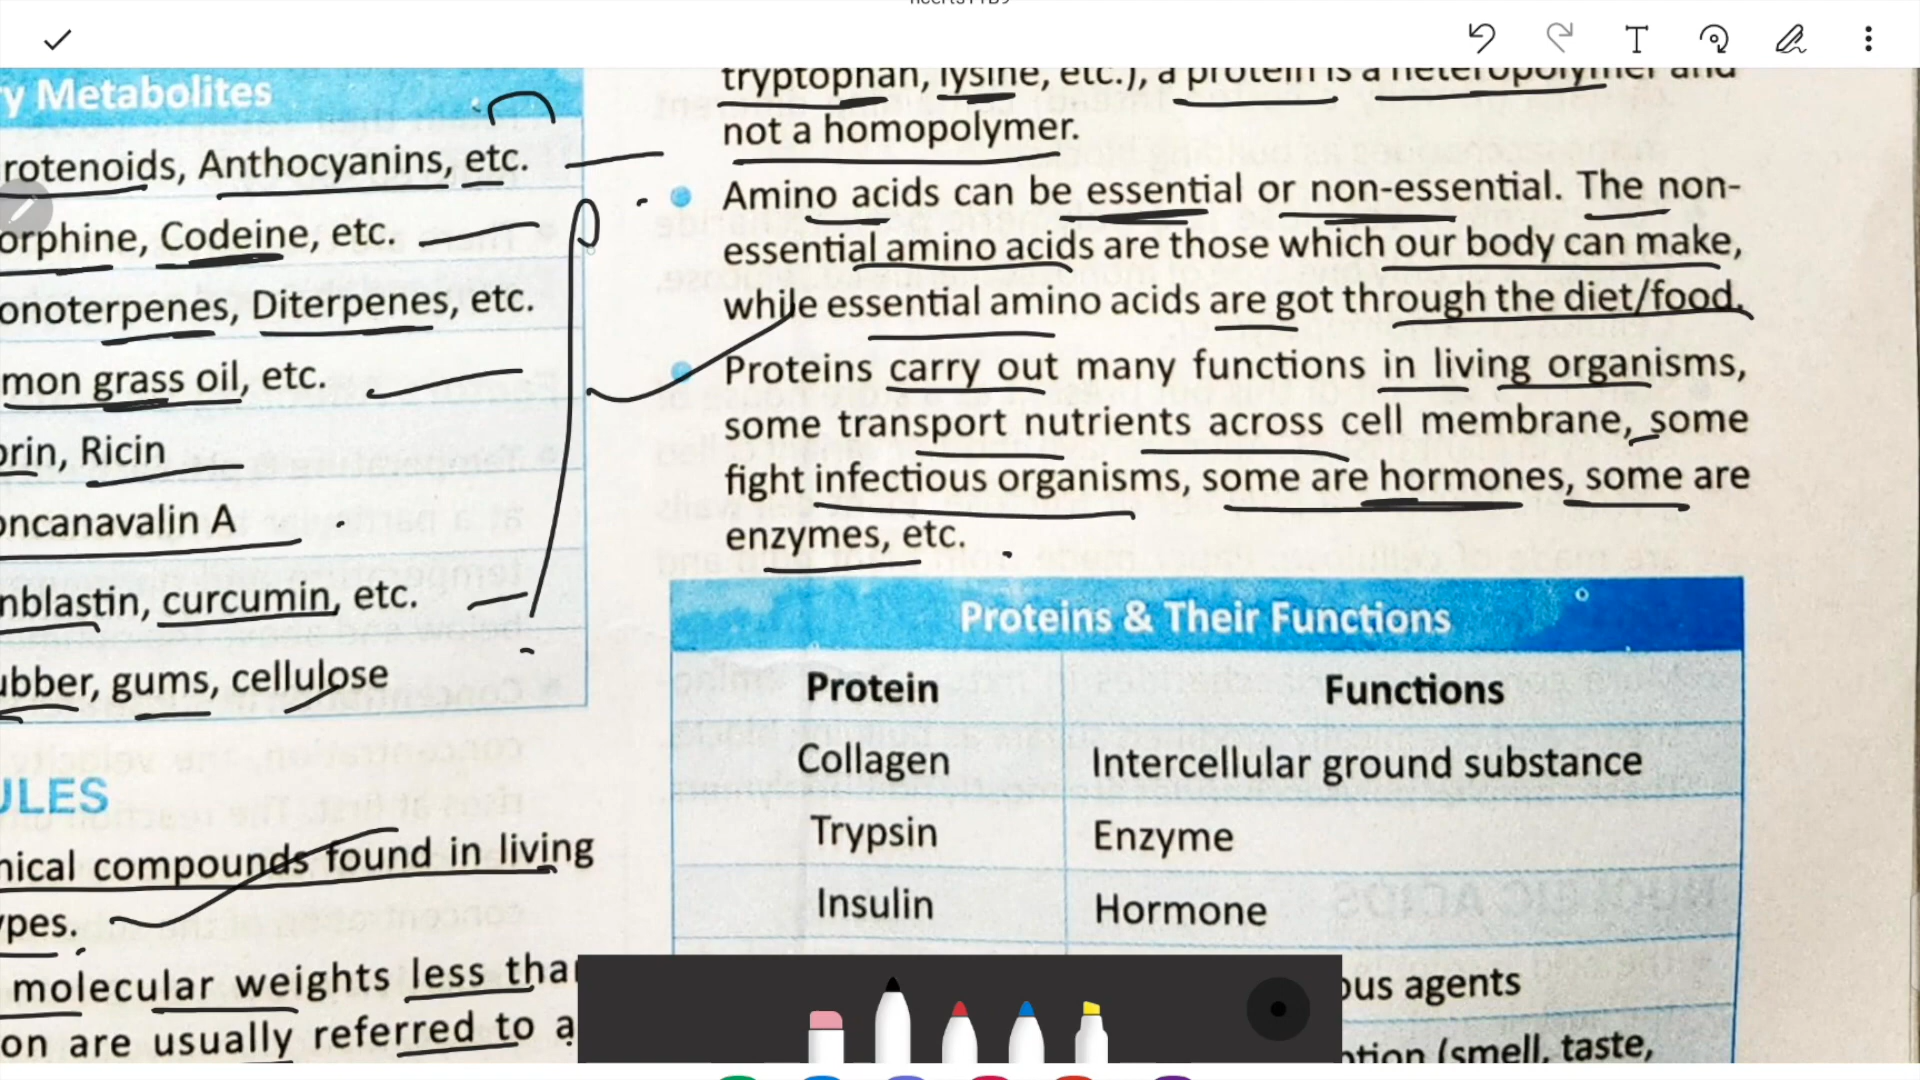 y Metabolites
rotenoids, Anthocyanins, etc.
orphine, Codeine, etc.
onoterpenes, Diterpenes, etc.
mon grass oil, etc.
brin, Ricin
oncanavalin A
nblastin, curcumin, etc.
ubber, gums, cellulose
ULES
nical compounds found in living
ypes.
molecular weights less than
on are usually referred to a
tryptophan, lysine, etc.), a protein is a heteropolymer and
not a homopolymer.
Amino acids can be essential or non-essential. The non-
essential amino acids are those which our body can make,
while essential amino acids are got through the diet/food.
Proteins carry out many functions in living organisms,
some transport nutrients across cell membrane, some
fight infectious organisms, some are hormones, some are
enzymes, etc.
Proteins & Their Functions
Protein Functions
Collagen Intercellular ground substance
Trypsin Enzyme
Insulin Hormone
ous agents
ption (smell, taste,